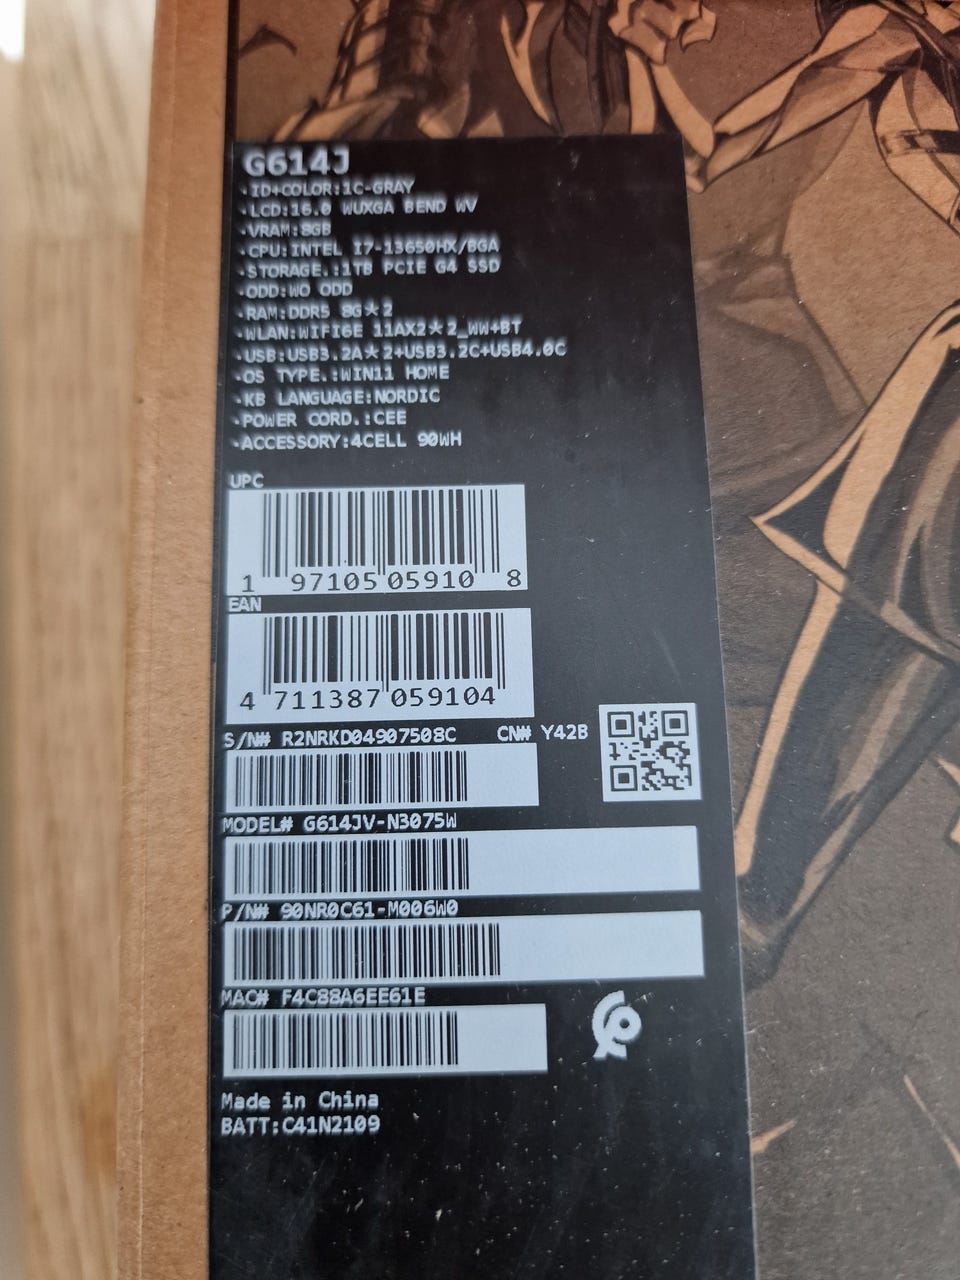 G614J
-ID+COLOR:1C-GRAY
-LCD:16.0 WUXGA BEND WV
-VRAM:8GB
-CPU:INTEL I7-13650HX/BGA
-STORAGE.:1TB PCIE G4 SSD
-ODD:WO ODD
-RAM:DDR5 8G★2
-WLAN:WIFI6E 11AX2★2_WW+BT
-USB:USB3.2A★2+USB3.2C+USB4.0C
-OS TYPE.:WIN11 HOME
-KB LANGUAGE:NORDIC
-POWER CORD.:CEE
-ACCESSORY:4CELL 90WH
UPC
1 97105 05910 8
EAN
4 711387 059104
S/N# R2NRKD04907508C CN# Y42B
MODEL# G614JV-N3075W
P/N# 90NR0C61-M006W0
MAC# F4C88A6EE61E
Made in China
BATT:C41N2109